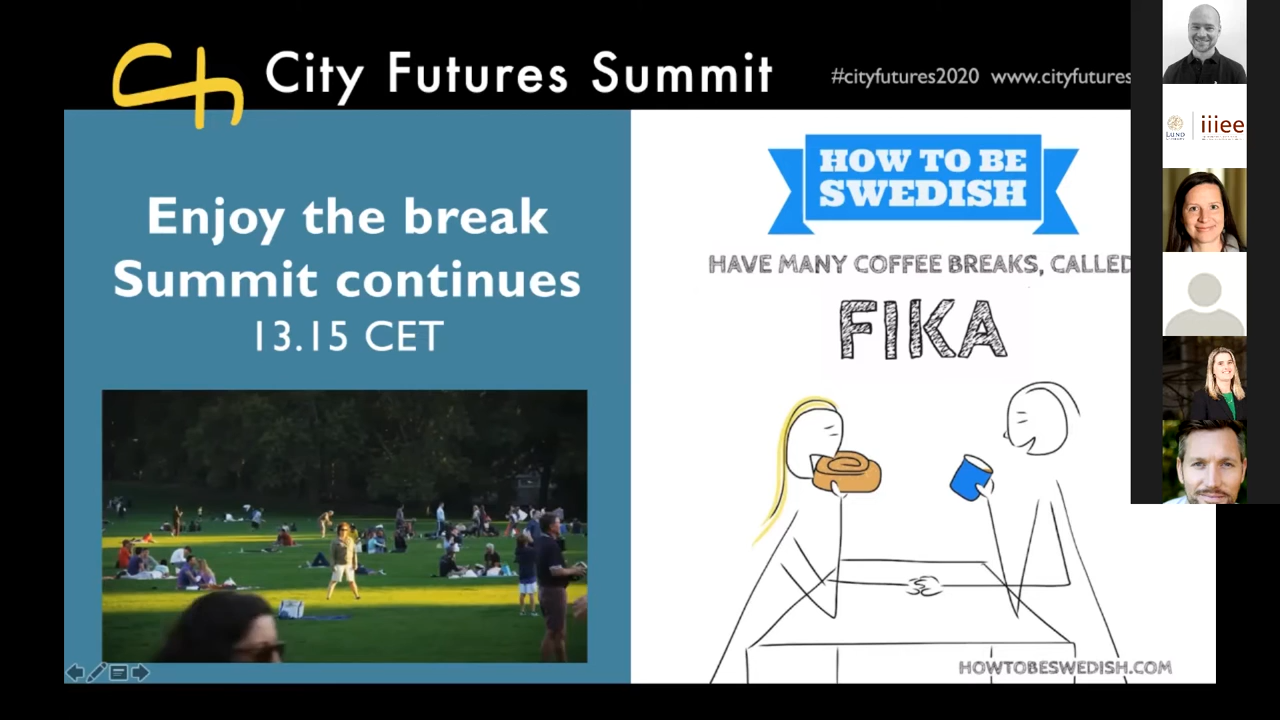 City Futures Summit
#cityfutures2020 www.cityfutures
Enjoy the break
Summit continues
13.15 CET
HOW TO BE
SWEDISH
HAVE MANY COFFEE BREAKS, CALLED
FIKA
HOWTOBESWEDISH.COM
LUND
iiiee